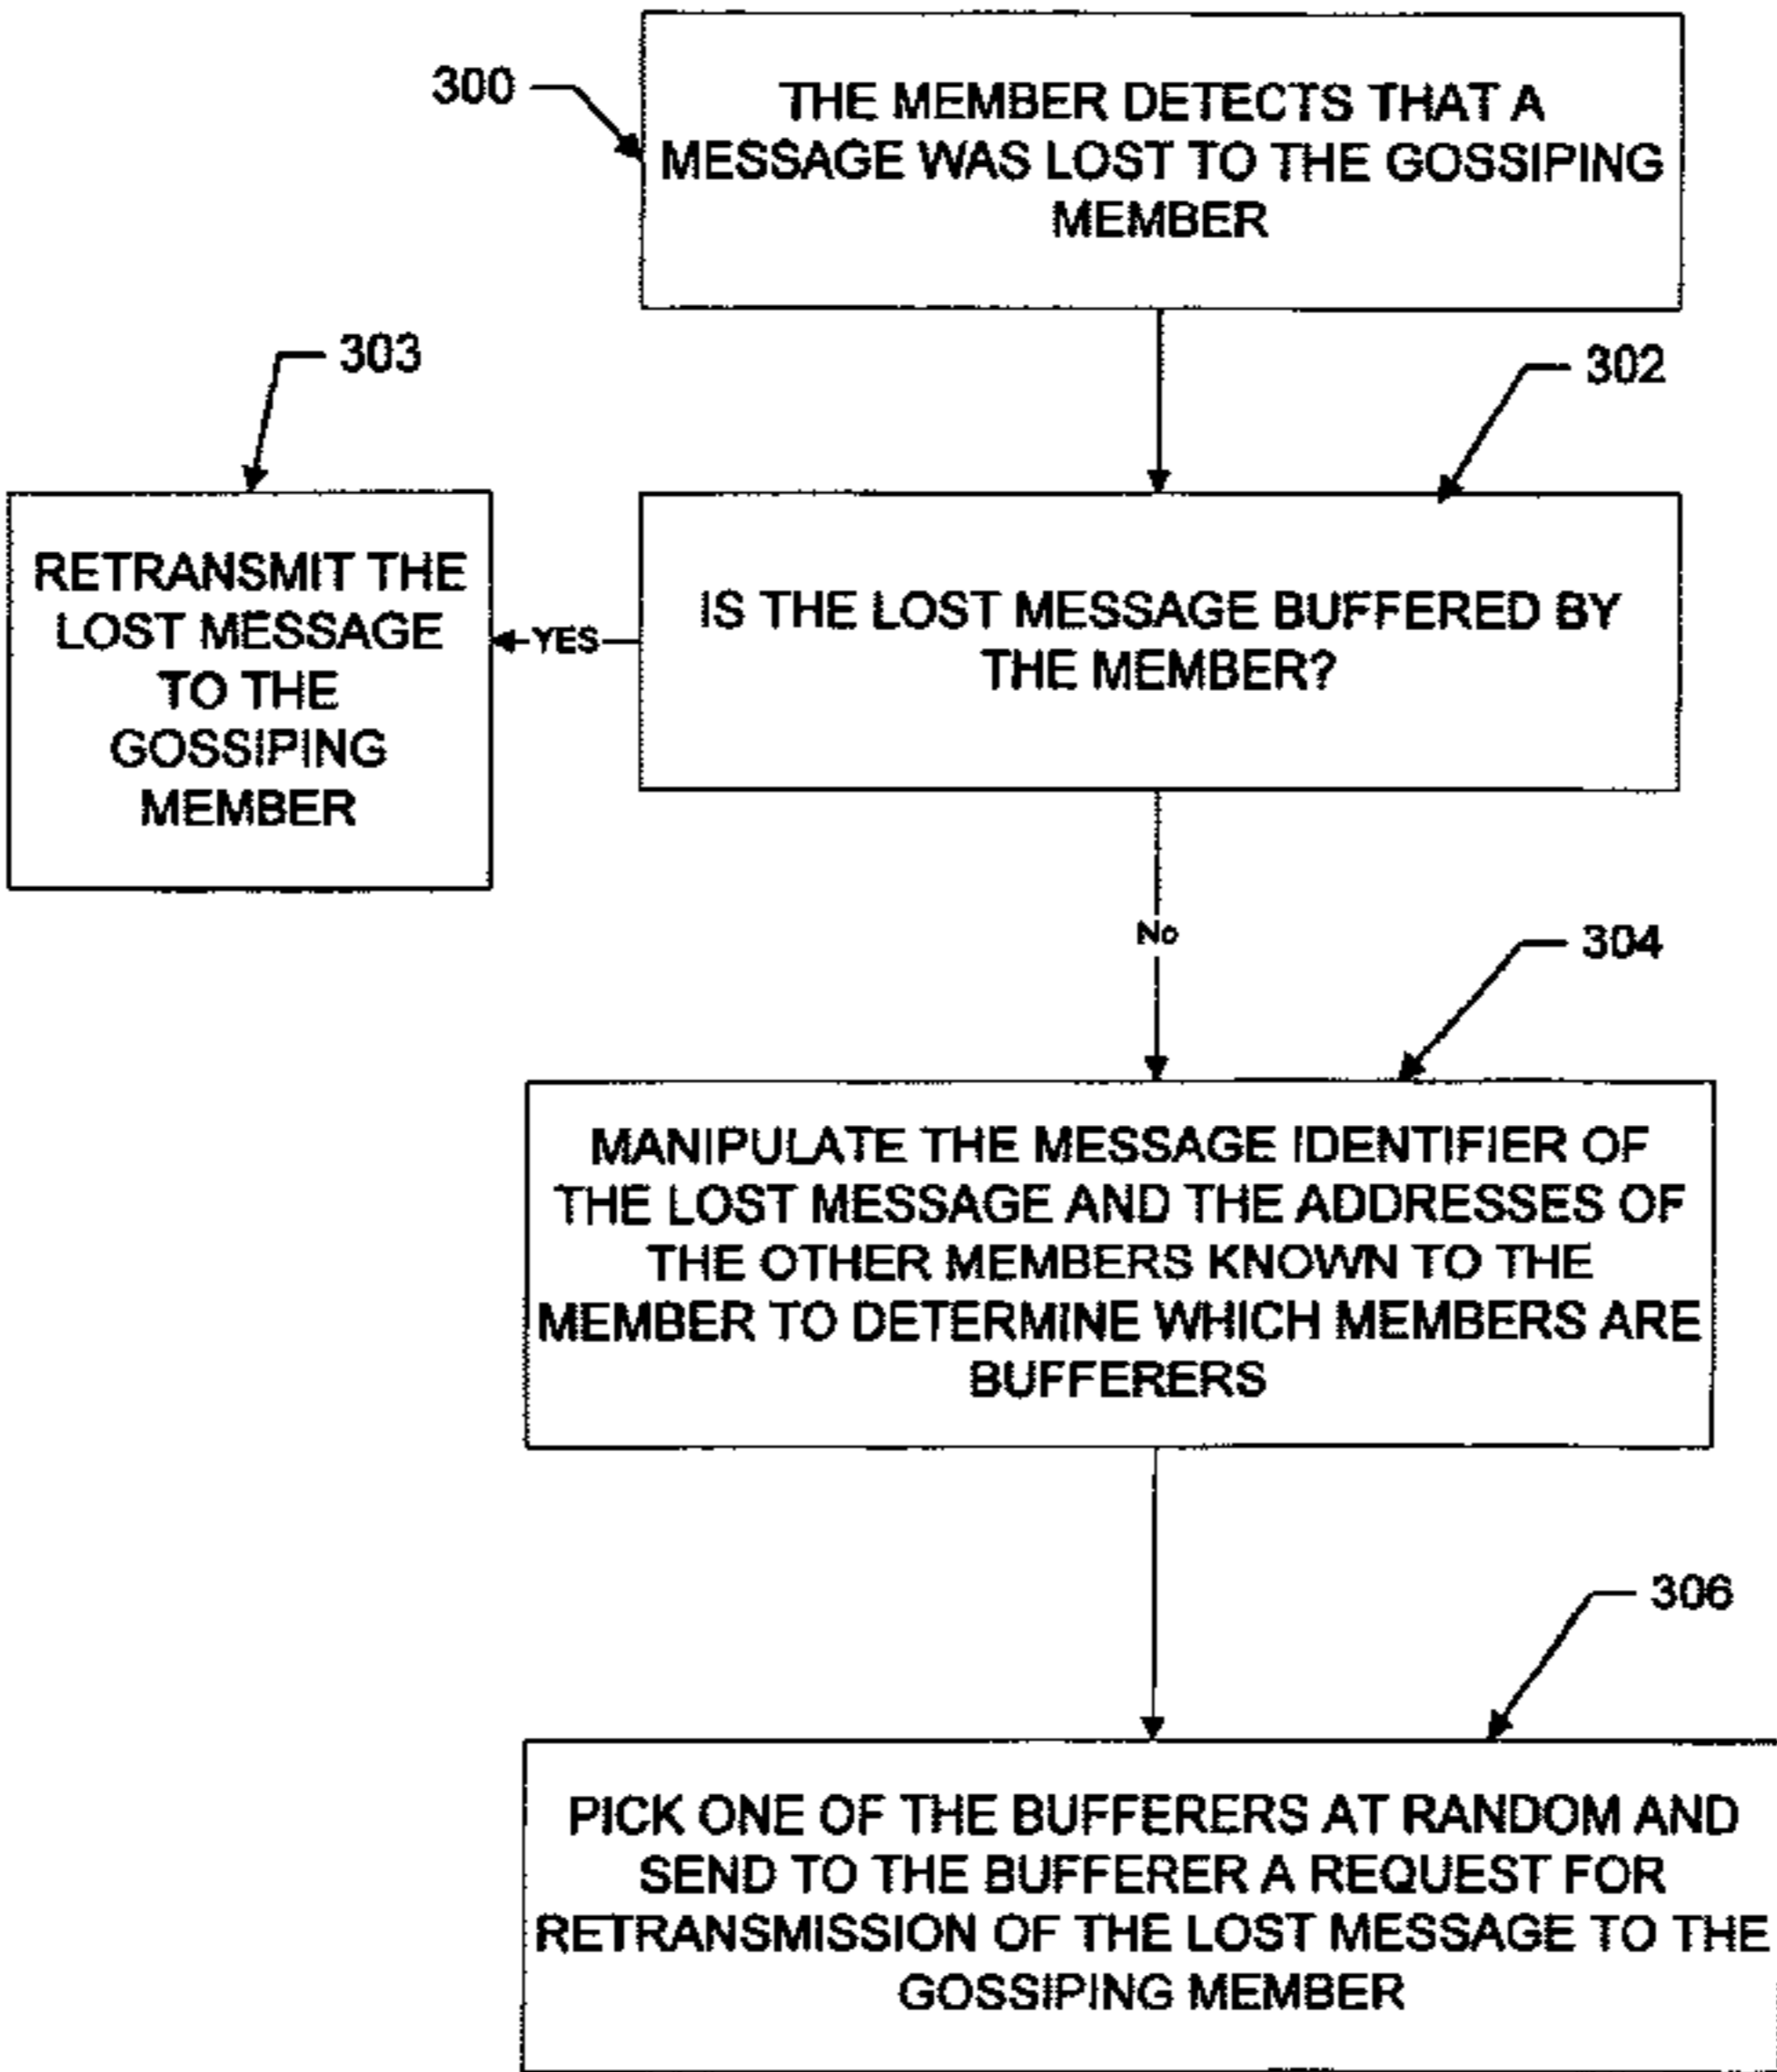 300
THE MEMBER DETECTS THAT A
MESSAGE WAS LOST TO THE GOSSIPING
MEMBER
303
302
RETRANSMIT THE
LOST MESSAGE
TO THE
GOSSIPING
MEMBER
YES
IS THE LOST MESSAGE BUFFERED BY
THE MEMBER?
No
304
MANIPULATE THE MESSAGE IDENTIFIER OF
THE LOST MESSAGE AND THE ADDRESSES OF
THE OTHER MEMBERS KNOWN TO THE
MEMBER TO DETERMINE WHICH MEMBERS ARE
BUFFERERS
306
PICK ONE OF THE BUFFERERS AT RANDOM AND
SEND TO THE BUFFERER A REQUEST FOR
RETRANSMISSION OF THE LOST MESSAGE TO THE
GOSSIPING MEMBER